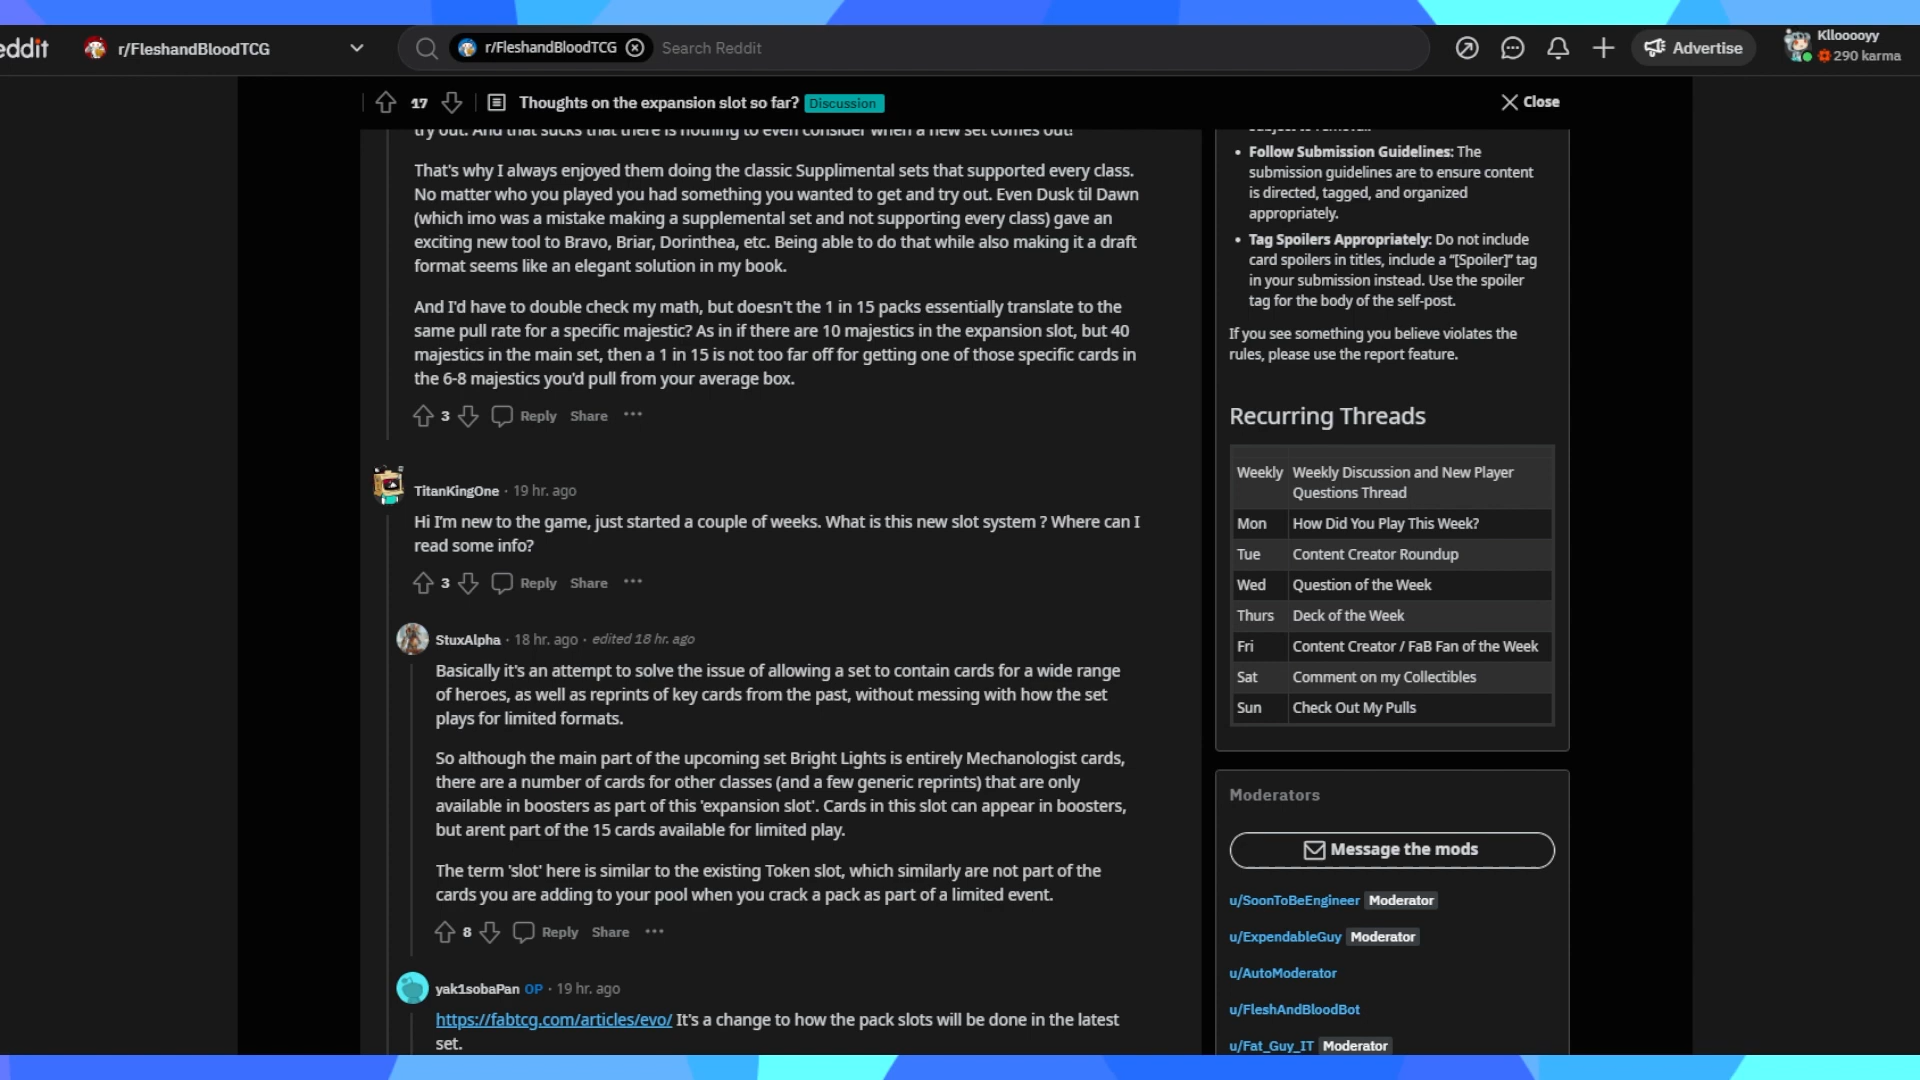 eddit
r/FleshandBloodTCG
r/FleshandBloodTCG
Search Reddit
Advertise
Kllooooyy
290 karma
17
Thoughts on the expansion slot so far?
Discussion
Close
try out. And that sucks that there is nothing to even consider when a new set comes out!
That's why I always enjoyed them doing the classic Supplimental sets that supported every class.
No matter who you played you had something you wanted to get and try out. Even Dusk til Dawn
(which imo was a mistake making a supplemental set and not supporting every class) gave an
exciting new tool to Bravo, Briar, Dorinthea, etc. Being able to do that while also making it a draft
format seems like an elegant solution in my book.
And I'd have to double check my math, but doesn't the 1 in 15 packs essentially translate to the
same pull rate for a specific majestic? As in if there are 10 majestics in the expansion slot, but 40
majestics in the main set, then a 1 in 15 is not too far off for getting one of those specific cards in
the 6-8 majestics you'd pull from your average box.
3 Reply Share ···
TitanKingOne · 19 hr. ago
Hi I'm new to the game, just started a couple of weeks. What is this new slot system ? Where can I
read some info?
3 Reply Share ···
StuxAlpha · 18 hr. ago · edited 18 hr. ago
Basically it's an attempt to solve the issue of allowing a set to contain cards for a wide range
of heroes, as well as reprints of key cards from the past, without messing with how the set
plays for limited formats.
So although the main part of the upcoming set Bright Lights is entirely Mechanologist cards,
there are a number of cards for other classes (and a few generic reprints) that are only
available in boosters as part of this 'expansion slot'. Cards in this slot can appear in boosters,
but arent part of the 15 cards available for limited play.
The term 'slot' here is similar to the existing Token slot, which similarly are not part of the
cards you are adding to your pool when you crack a pack as part of a limited event.
8 Reply Share ···
yak1sobaPan OP · 19 hr. ago
https://fabtcg.com/articles/evo/ It's a change to how the pack slots will be done in the latest
set.
subject to removal.
• Follow Submission Guidelines: The
submission guidelines are to ensure content
is directed, tagged, and organized
appropriately.
• Tag Spoilers Appropriately: Do not include
card spoilers in titles, include a “[Spoiler]” tag
in your submission instead. Use the spoiler
tag for the body of the self-post.
If you see something you believe violates the
rules, please use the report feature.
Recurring Threads
Weekly Weekly Discussion and New Player
Questions Thread
Mon How Did You Play This Week?
Tue Content Creator Roundup
Wed Question of the Week
Thurs Deck of the Week
Fri Content Creator / FaB Fan of the Week
Sat Comment on my Collectibles
Sun Check Out My Pulls
Moderators
Message the mods
u/SoonToBeEngineer Moderator
u/ExpendableGuy Moderator
u/AutoModerator
u/FleshAndBloodBot
u/Fat_Guy_IT Moderator